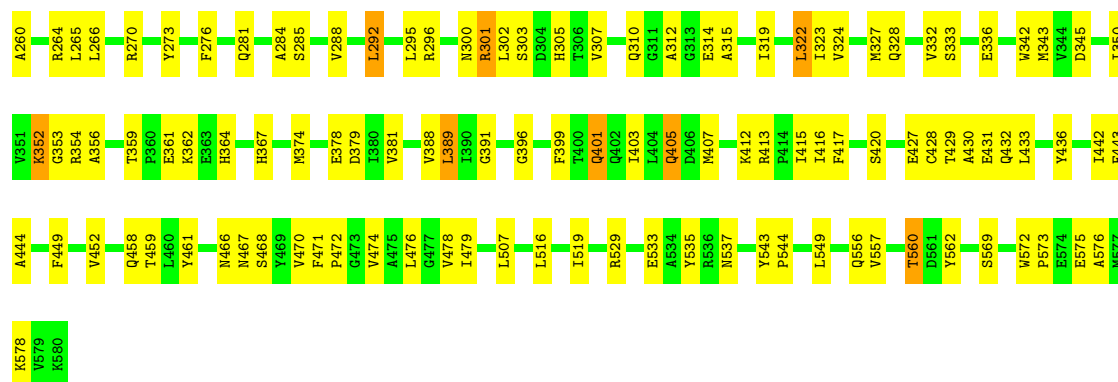 A260 R264 L265 L266 R270 Y273 F276 Q281 A284 S285 V288 L292 L295 R296 N300 R301 L302 S303 D304 H305 T306 V307 Q310 G311 A312 G313 E314 A315 I319 L322 I323 V324 M327 Q328 V332 S333 E336 W342 M343 V344 D345
V351 K352 G353 R354 A356 T359 P360 E361 K362 E363 H364 H367 M374 E378 D379 I380 V381 V388 L389 I390 G391 G396 F399 T400 Q401 Q402 I403 L404 Q405 D406 M407 K412 R413 P414 I415 I416 F417 S420 E427 C428 T429 A430 E431 Q432 L433 Y436 I442
A444 F449 V452 Q458 T459 L460 Y461 N466 N467 S468 Y469 V470 F471 P472 G473 V474 A475 L476 G477 V478 I479 L507 L516 I519 R529 E533 A534 Y535 R536 N537 Y543 P544 L549 Q556 V557 T560 D561 Y562 S569 W572 P573 E574 E575 A576 M577
K578 V579 K580